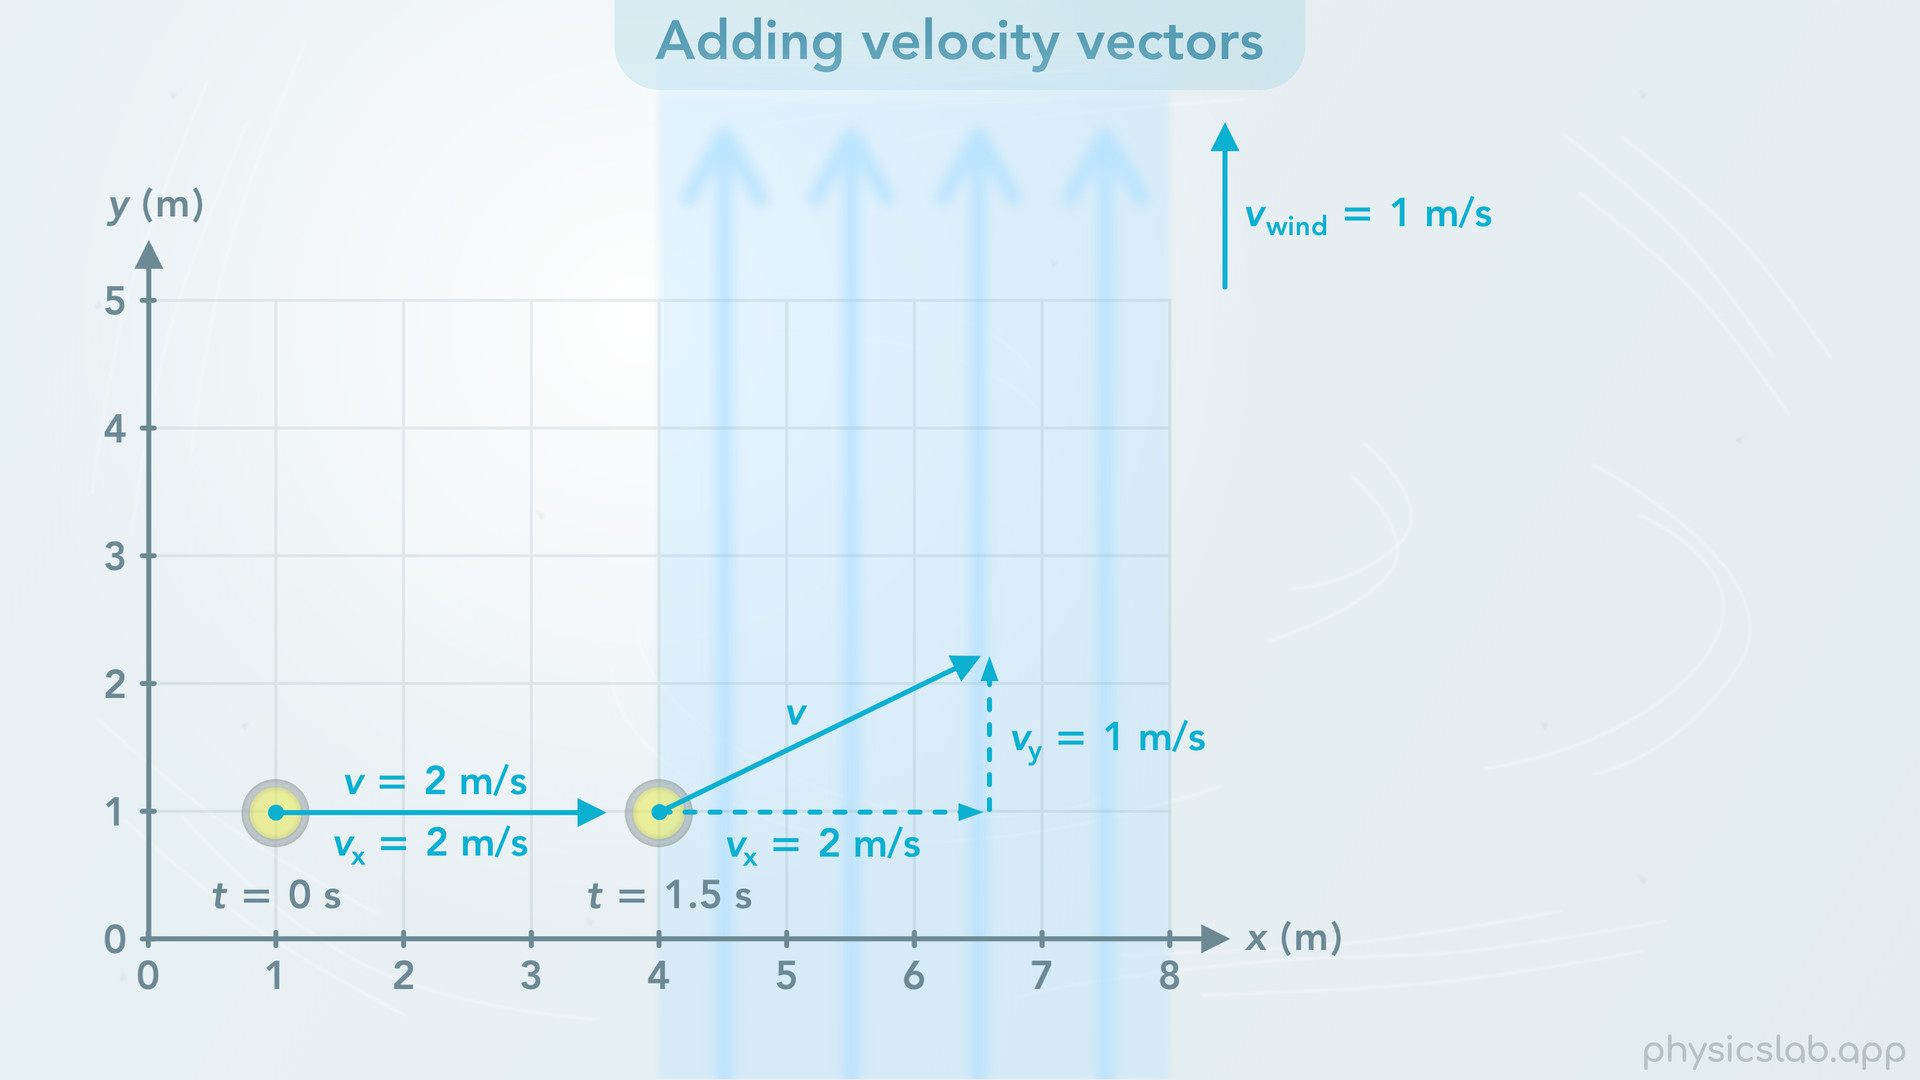 Adding velocity vectors
v_wind = 1 m/s
y (m)
5
4
3
2
1
0
v
v_y = 1 m/s
v = 2 m/s
v_x = 2 m/s
v_x = 2 m/s
t = 0 s
t = 1.5 s
x (m)
0 1 2 3 4 5 6 7 8
physicslab.app